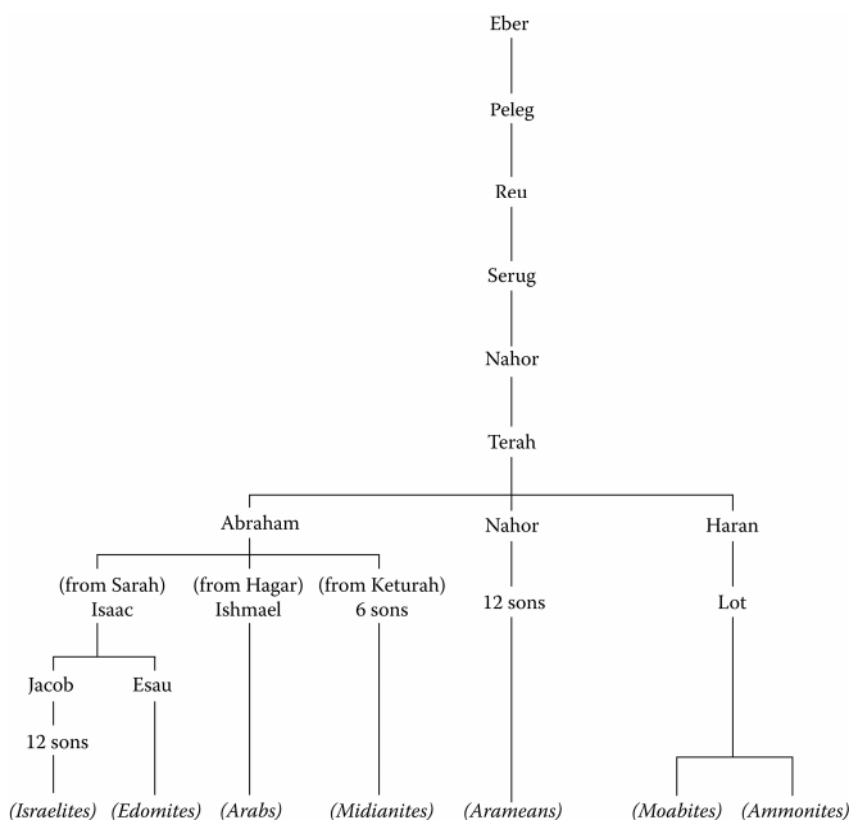 Eber
Peleg
Reu
Serug
Nahor
Terah
Abraham Nahor Haran
(from Sarah) (from Hagar) (from Keturah)
Isaac Ishmael 6 sons 12 sons Lot
Jacob Esau
12 sons
(Israelites) (Edomites) (Arabs) (Midianites) (Arameans) (Moabites) (Ammonites)